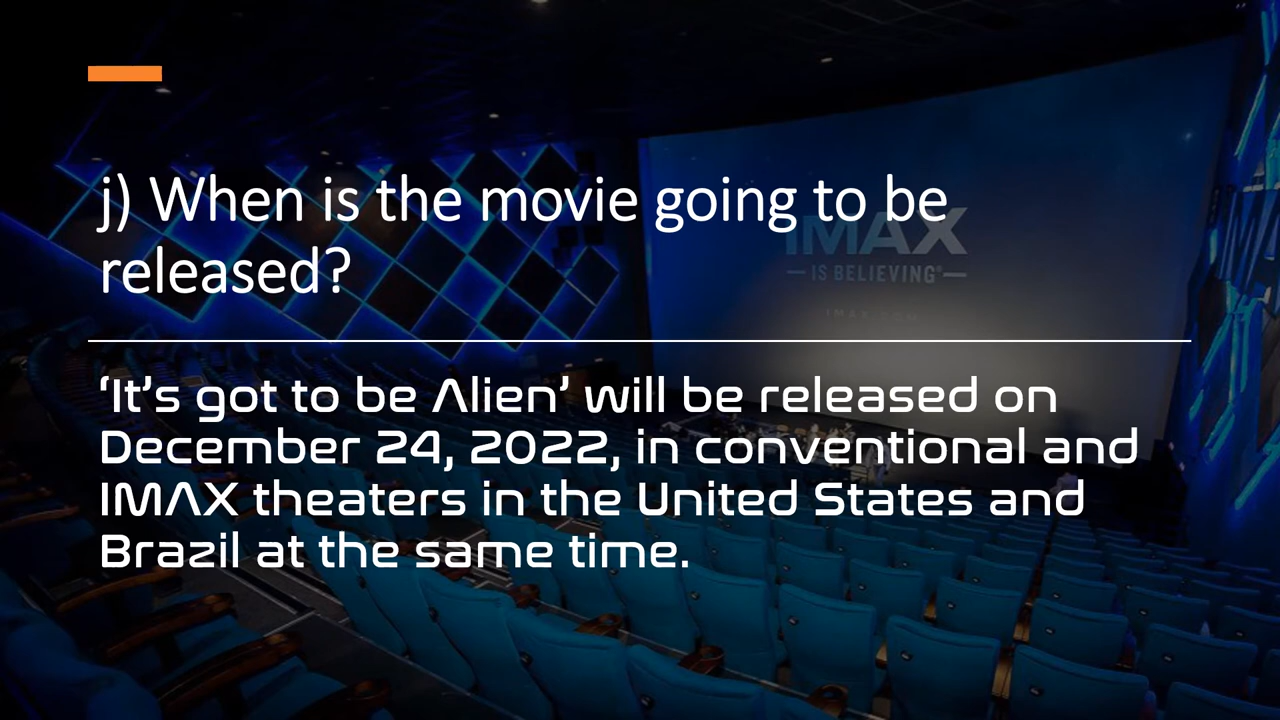 j) When is the movie going to be
released?
IMAX
IS BELIEVING®
IMAX.COM
‘It’s got to be Alien’ will be released on
December 24, 2022, in conventional and
IMAX theaters in the United States and
Brazil at the same time.